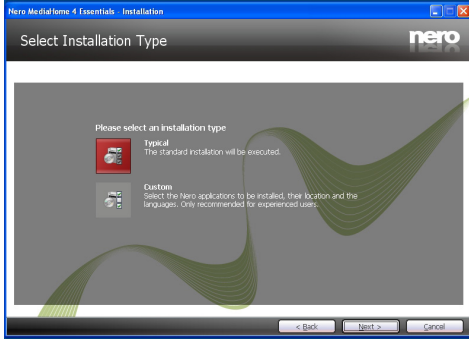 Nero MediaHome 4 Essentials - Installation
Select Installation Type
nero
Please select an installation type
Typical
The standard installation will be executed.
Custom
Select the Nero applications to be installed, their location and the
languages. Only recommended for experienced users.
< Back
Next >
Cancel